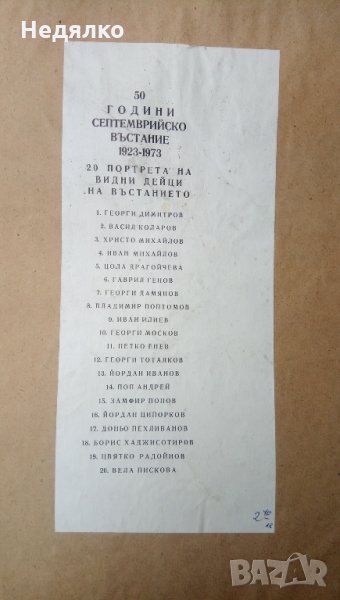 Недялко
50
ГОДИНИ
СЕПТЕМВРИЙСКО
ВЪСТАНИЕ
1923-1973
20 ПОРТРЕТА НА
ВИДНИ ДЕЙЦИ
НА ВЪСТАНИЕТО
1. ГЕОРГИ ДИМИТРОВ
2. ВАСИЛ КОЛАРОВ
3. ХРИСТО МИХАЙЛОВ
4. ИВАН МИХАЙЛОВ
5. ЦОЛА ДРАГОЙЧЕВА
6. ГАВРИЛ ГЕНОВ
7. ГЕОРГИ ДАМЯНОВ
8. ВЛАДИМИР ПОПТОМОВ
9. ИВАН ИЛИЕВ
10. ГЕОРГИ МОСКОВ
11. ПЕТКО ЕНЕВ
12. ГЕОРГИ ТОТАЛКОВ
13. ЙОРДАН ИВАНОВ
14. ПОП АНДРЕЙ
15. ЗАМФИР ПОПОВ
16. ЙОРДАН ЦИПОРКОВ
17. ДОНЬО ПЕХЛИВАНОВ
18. БОРИС ХАДЖИСОТИРОВ
19. ЦВЯТКО РАДОЙНОВ
20. ВЕЛА ПИСКОВА
BAZAR